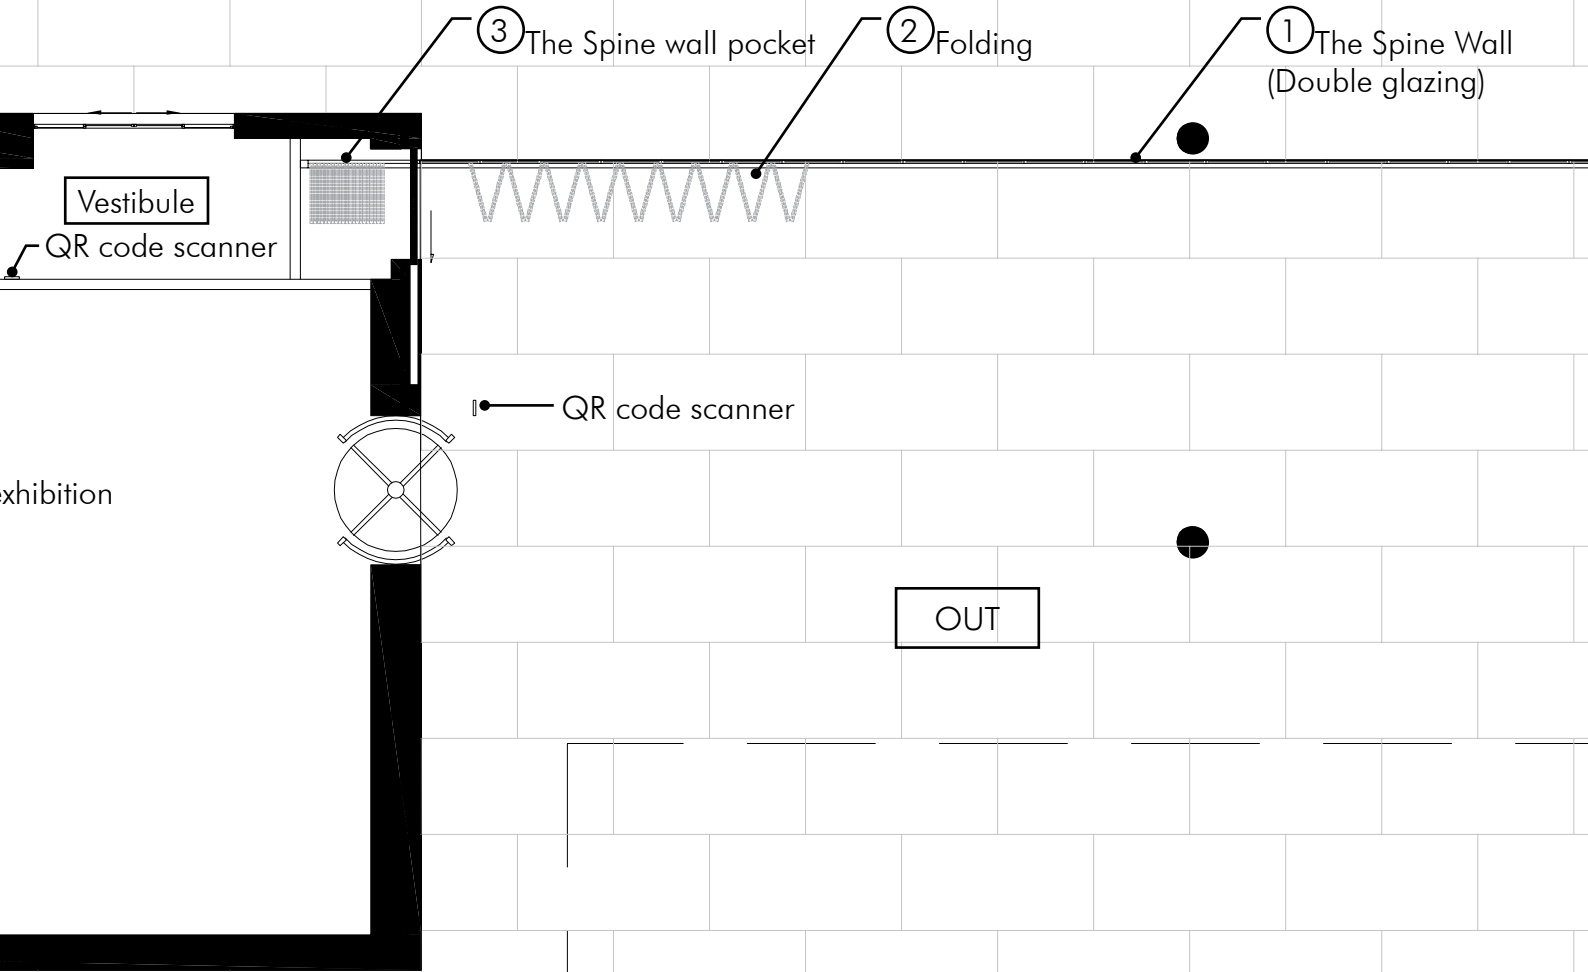 3 The Spine wall pocket
2 Folding
1 The Spine Wall
(Double glazing)
Vestibule
QR code scanner
QR code scanner
exhibition
OUT